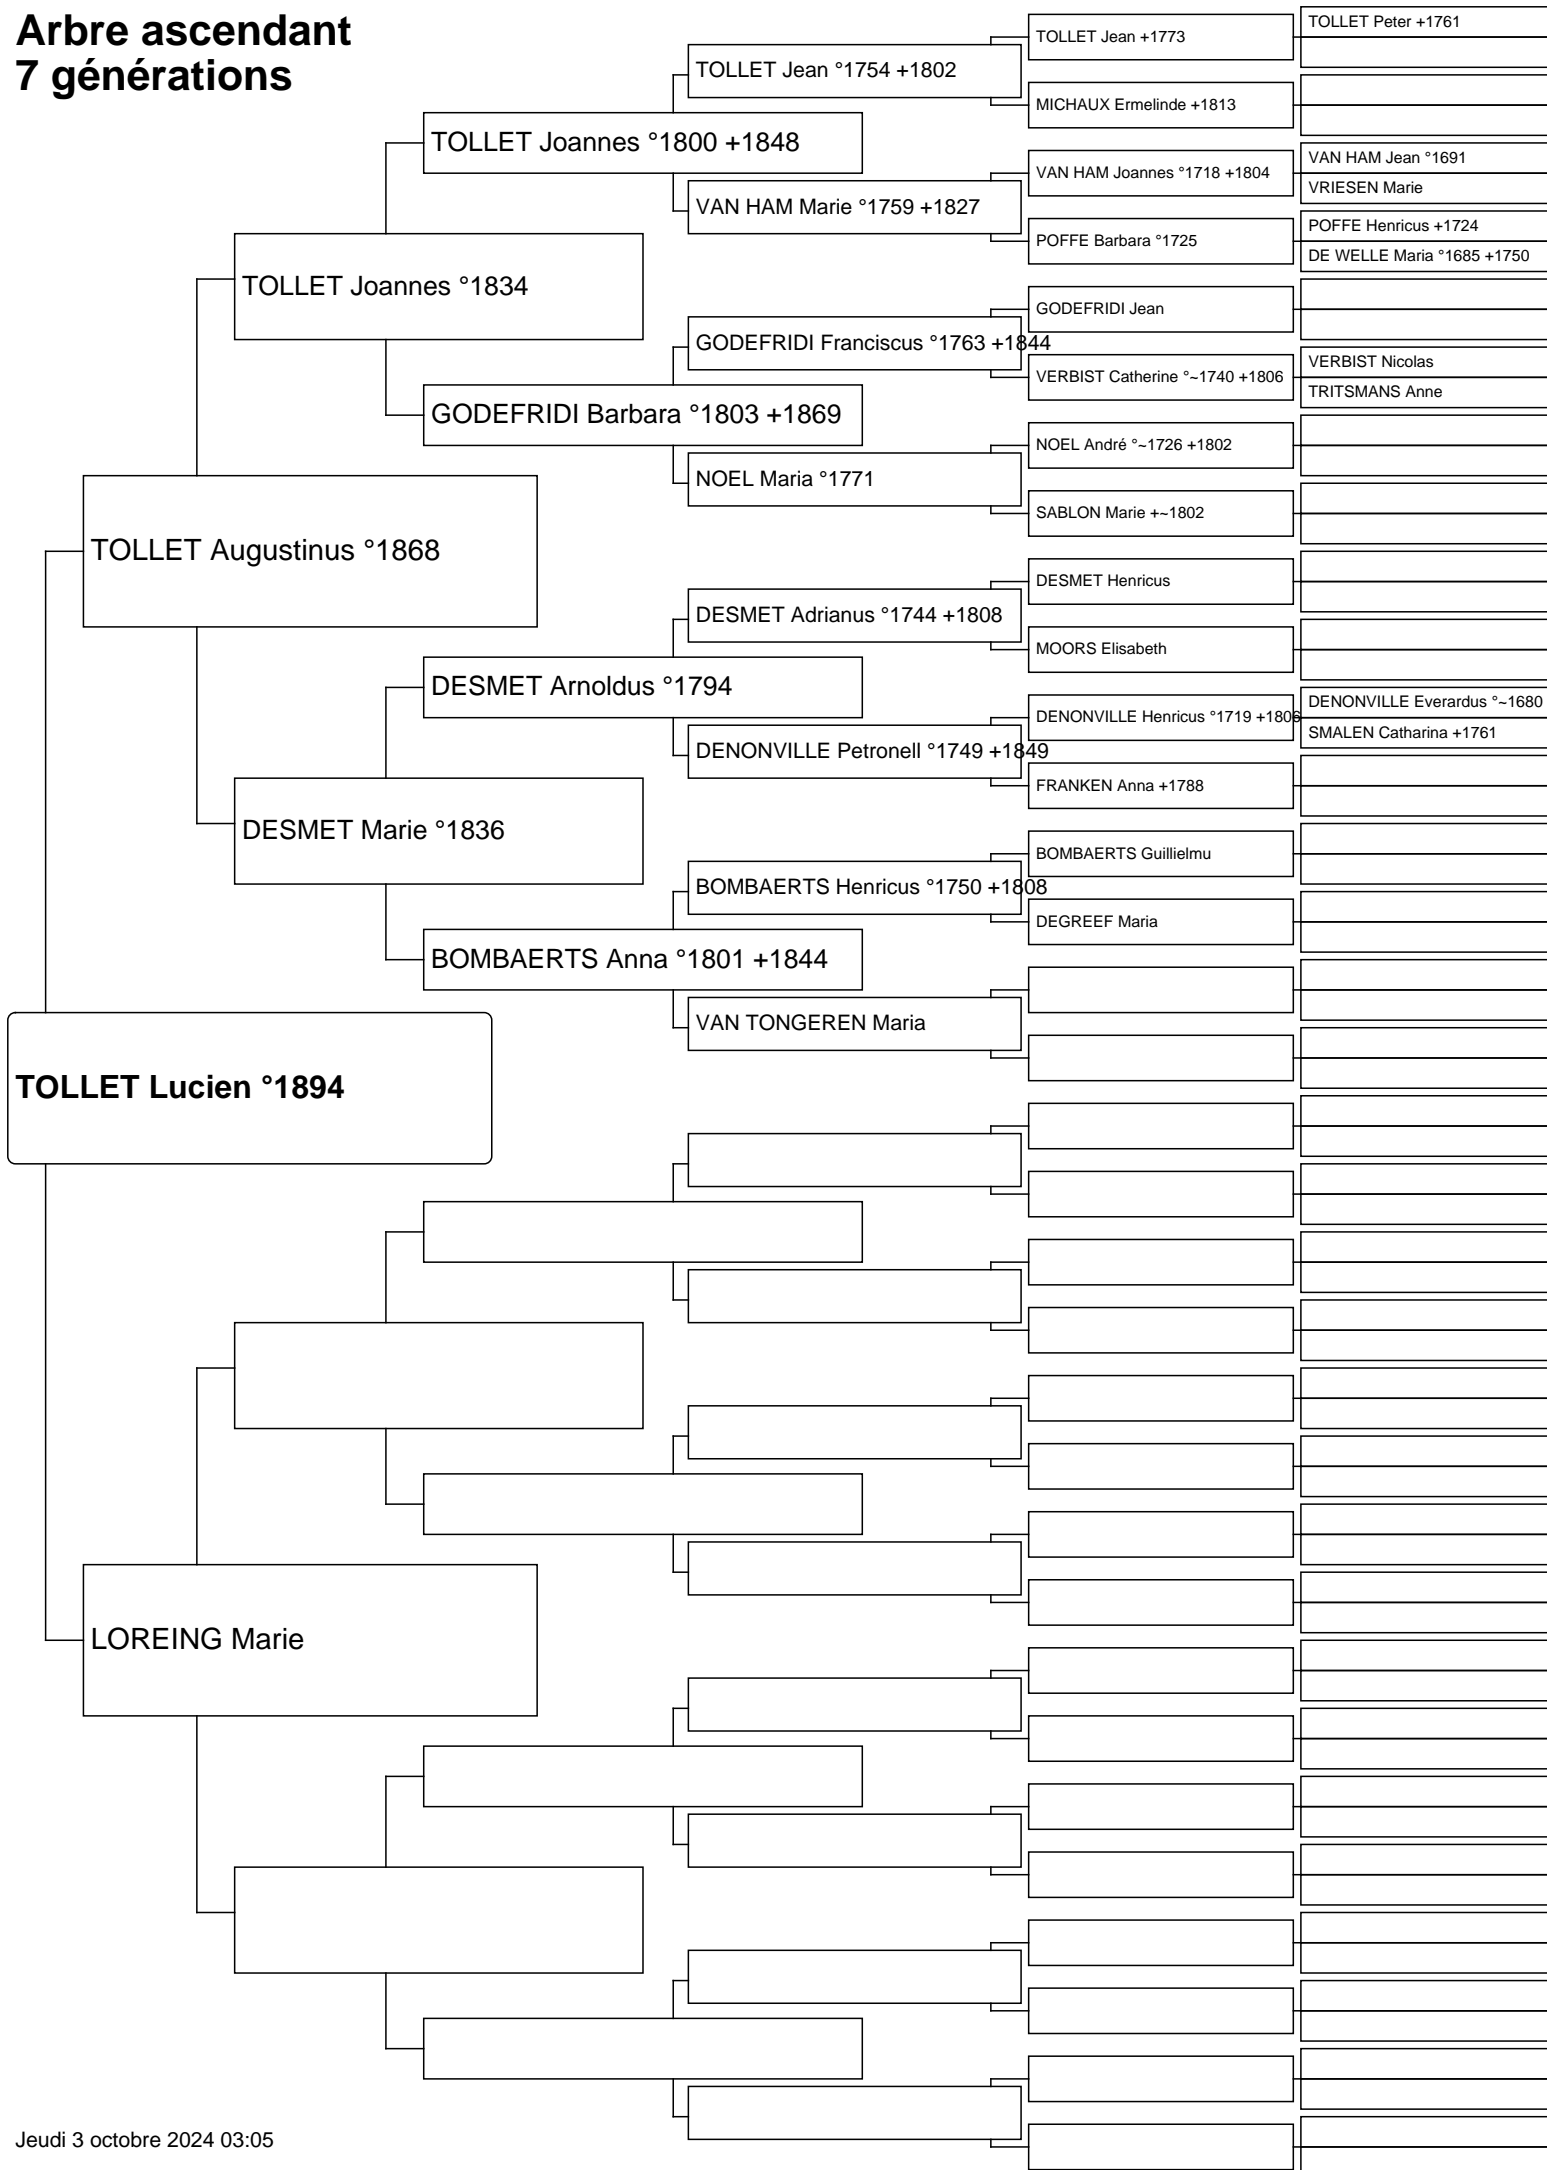 Arbre ascendant
7 générations
TOLLET Lucien °1894
TOLLET Augustinus °1868
LOREING Marie
TOLLET Joannes °1834
DESMET Marie °1836
TOLLET Joannes °1800 +1848
GODEFRIDI Barbara °1803 +1869
DESMET Arnoldus °1794
BOMBAERTS Anna °1801 +1844
TOLLET Jean °1754 +1802
VAN HAM Marie °1759 +1827
GODEFRIDI Franciscus °1763 +1844
NOEL Maria °1771
DESMET Adrianus °1744 +1808
DENONVILLE Petronell °1749 +1849
BOMBAERTS Henricus °1750 +1808
VAN TONGEREN Maria
TOLLET Jean +1773
MICHAUX Ermelinde +1813
VAN HAM Joannes °1718 +1804
POFFE Barbara °1725
GODEFRIDI Jean
VERBIST Catherine °~1740 +1806
NOEL André °~1726 +1802
SABLON Marie +~1802
DESMET Henricus
MOORS Elisabeth
DENONVILLE Henricus °1719 +1806
FRANKEN Anna +1788
BOMBAERTS Guillielmu
DEGREEF Maria
TOLLET Peter +1761
VAN HAM Jean °1691
VRIESEN Marie
POFFE Henricus +1724
DE WELLE Maria °1685 +1750
VERBIST Nicolas
TRITSMANS Anne
DENONVILLE Everardus °~1680
SMALEN Catharina +1761
Jeudi 3 octobre 2024 03:05